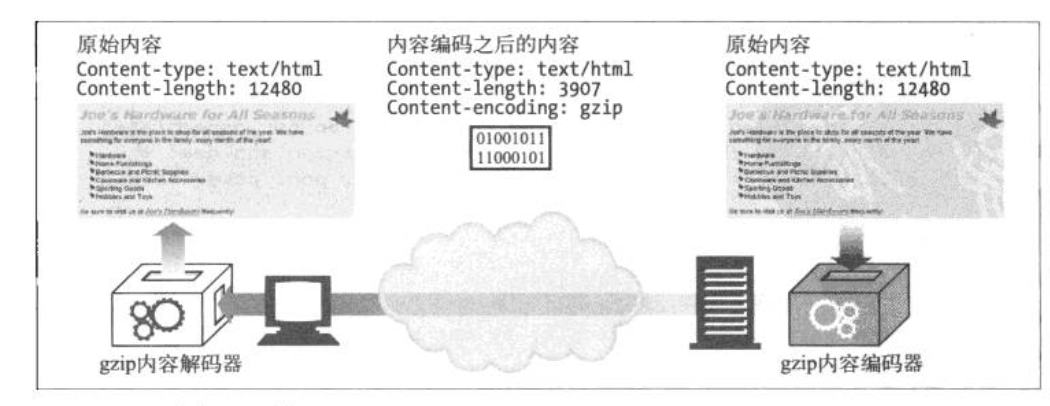 原始内容
Content-type: text/html
Content-length: 12480
Joe's Hardware for All Seasons
Joe's Hardware is the place to shop for all seasons of the year. We have
something for everyone in the family, every month of the year!
Hardware
Home Furnishings
Barbecue and Picnic Supplies
Cookware and Kitchen Accessories
Sporting Goods
Hobbies and Toys
Be sure to visit us at Joe's Hardware frequently!
内容编码之后的内容
Content-type: text/html
Content-length: 3907
Content-encoding: gzip
01001011
11000101
原始内容
Content-type: text/html
Content-length: 12480
Joe's Hardware for All Seasons
Joe's Hardware is the place to shop for all seasons of the year. We have
something for everyone in the family, every month of the year!
Hardware
Home Furnishings
Barbecue and Picnic Supplies
Cookware and Kitchen Accessories
Sporting Goods
Hobbies and Toys
Be sure to visit us at Joe's Hardware frequently!
gzip内容解码器
gzip内容编码器